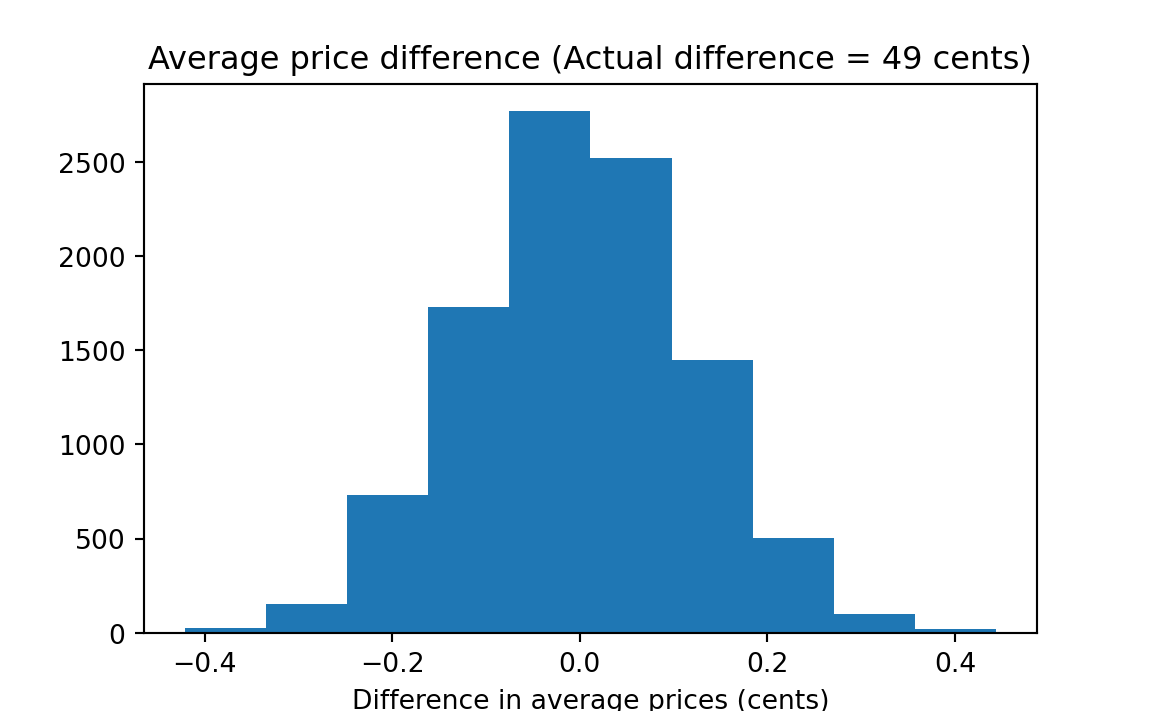 Average price difference (Actual difference = 49 cents)
2500
2000
1500
1000
500
0
−0.4 −0.2 0.0 0.2 0.4
Difference in average prices (cents)